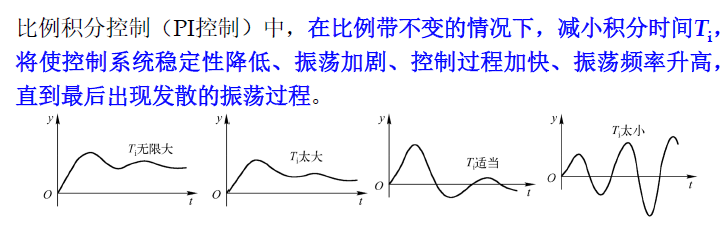 比例积分控制（PI控制）中，在比例带不变的情况下，减小积分时间Ti，
将使控制系统稳定性降低、振荡加剧、控制过程加快、振荡频率升高，
直到最后出现发散的振荡过程。
y Ti无限大 O t
y Ti太大 O t
y Ti适当 O t
y Ti太小 O t